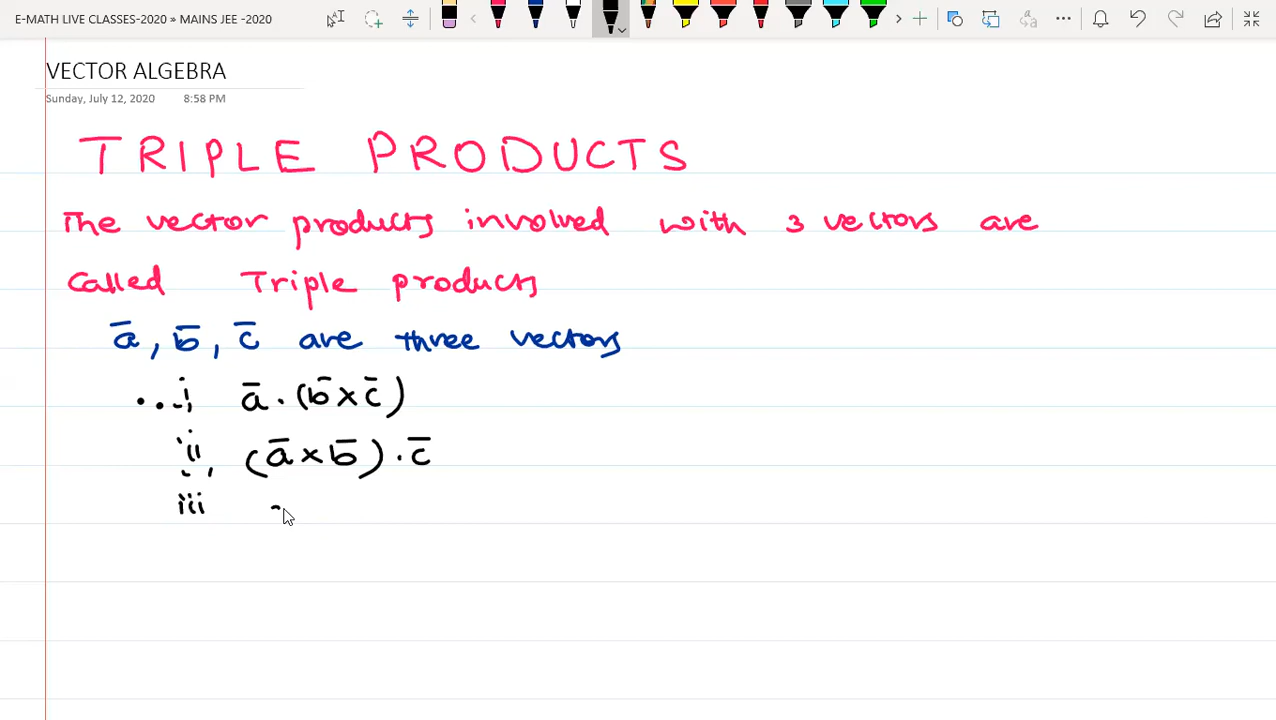 E-MATH LIVE CLASSES-2020 » MAINS JEE -2020
VECTOR ALGEBRA
Sunday, July 12, 2020 8:58 PM
TRIPLE PRODUCTS
The vector products involved with 3 vectors are
called Triple products
a̅, b̅, c̅ are three vectors
i, a̅ · (b̅ × c̅)
ii, (a̅ × b̅) · c̅
iii